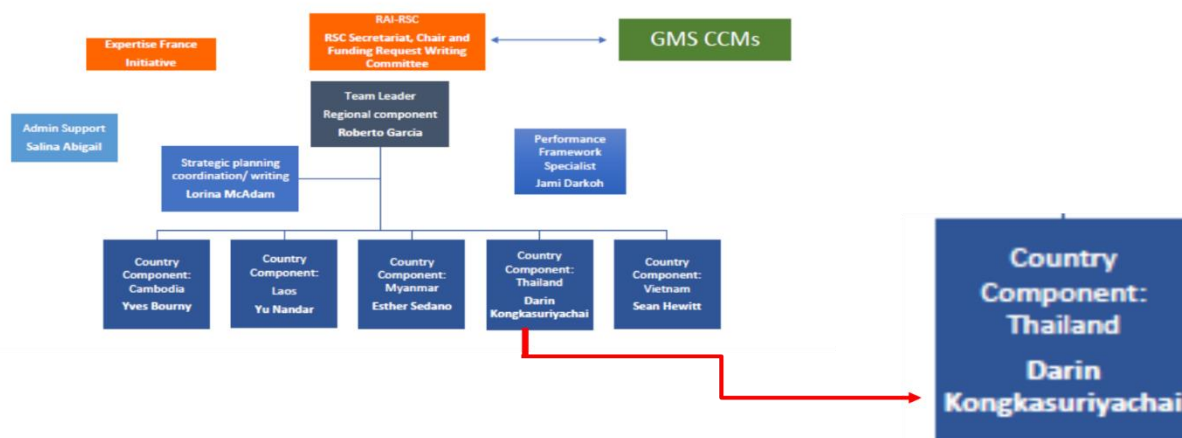 RAI-RSC
RSC Secretariat, Chair and
Funding Request Writing
Committee
GMS CCMs
Expertise France
Initiative
Team Leader
Regional component
Roberto Garcia
Admin Support
Salina Abigail
Performance
Framework
Specialist
Jami Darkoh
Strategic planning
coordination/ writing
Lorina McAdam
Country
Component:
Cambodia
Yves Bourny
Country
Component:
Laos
Yu Nandar
Country
Component:
Myanmar
Esther Sedano
Country
Component:
Thailand
Darin
Kongkasuriyachai
Country
Component:
Vietnam
Sean Hewitt
Country
Component:
Thailand
Darin
Kongkasuriyachai